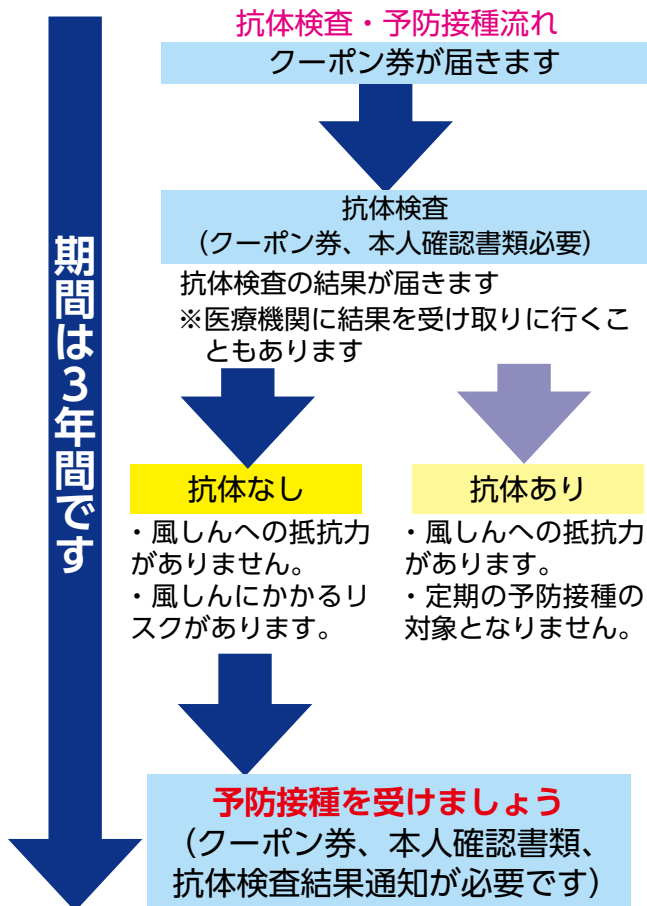 抗体検査・予防接種流れ
クーポン券が届きます
抗体検査
（クーポン券、本人確認書類必要）
抗体検査の結果が届きます
※医療機関に結果を受け取りに行くこ
ともあります
期間は３年間です
抗体なし
・風しんへの抵抗力
がありません。
・風しんにかかるリ
スクがあります。
抗体あり
・風しんへの抵抗力
があります。
・定期の予防接種の
対象となりません。
予防接種を受けましょう
（クーポン券、本人確認書類、
抗体検査結果通知が必要です）